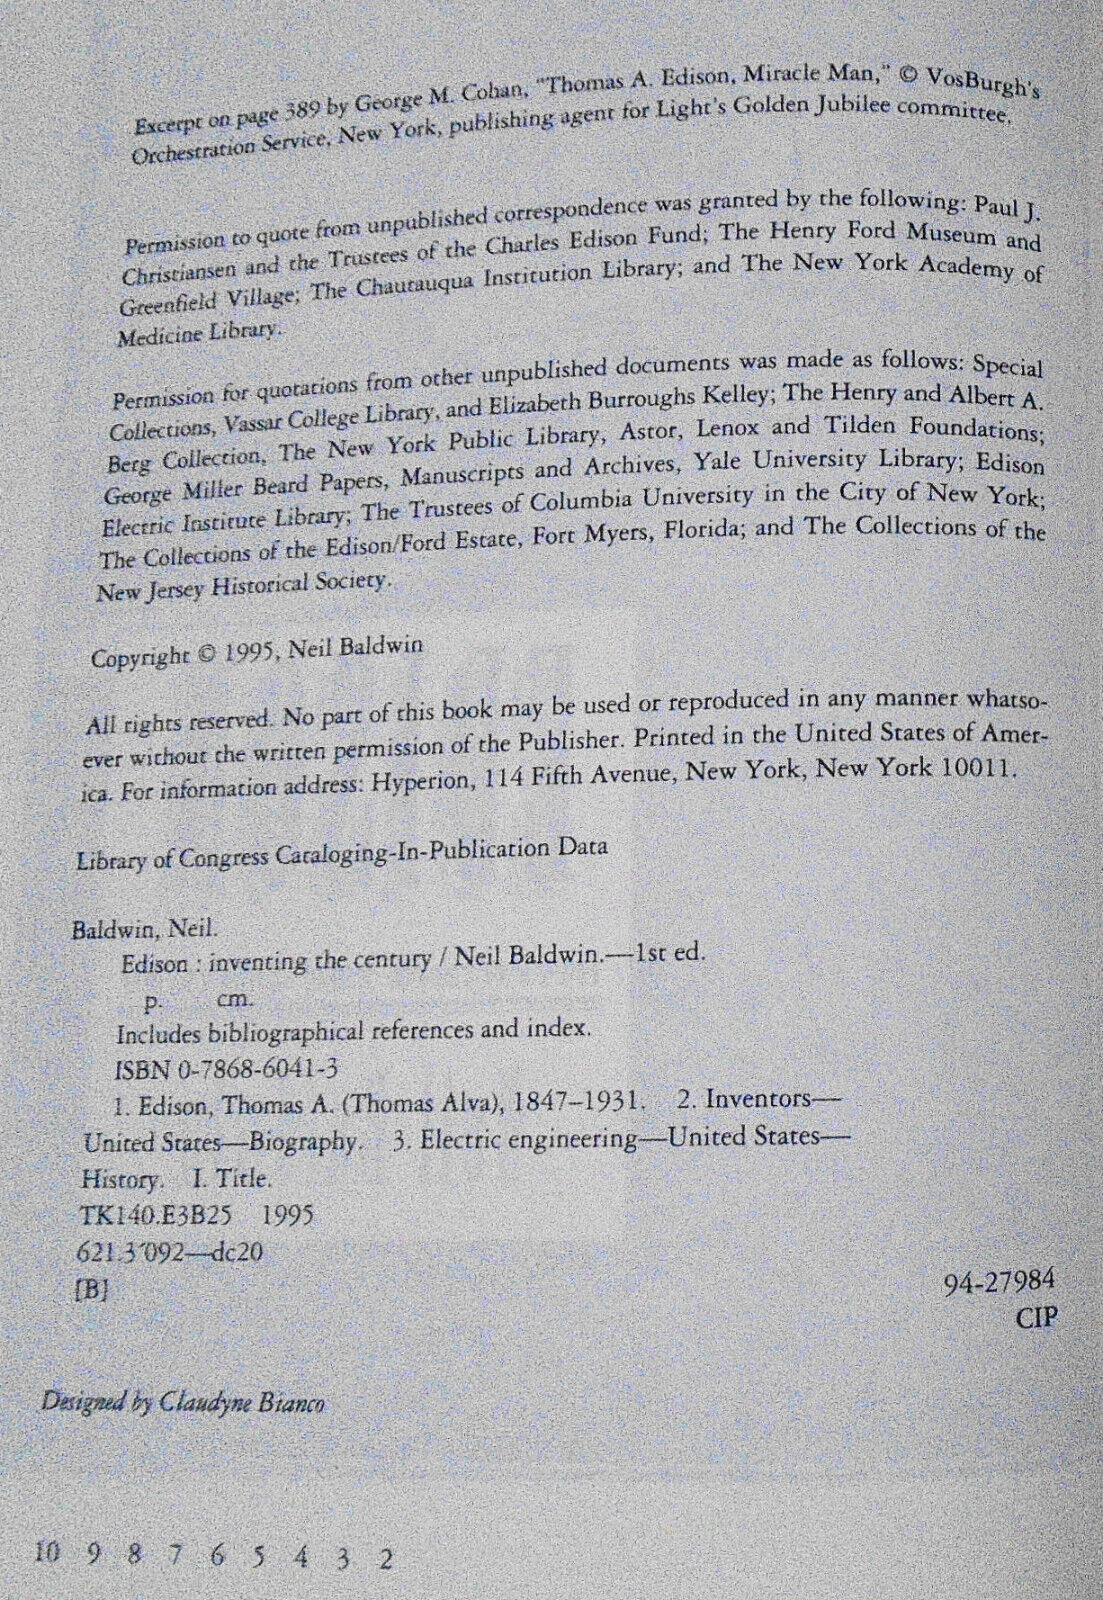 Excerpt on page 389 by George M. Cohan, "Thomas A. Edison, Miracle Man," © VosBurgh's
Orchestration Service, New York, publishing agent for Light's Golden Jubilee committee.
Permission to quote from unpublished correspondence was granted by the following: Paul J.
Christiansen and the Trustees of the Charles Edison Fund; The Henry Ford Museum and
Greenfield Village; The Chautauqua Institution Library; and The New York Academy of
Medicine Library.
Permission for quotations from other unpublished documents was made as follows: Special
Collections, Vassar College Library, and Elizabeth Burroughs Kelley; The Henry and Albert A.
Berg Collection, The New York Public Library, Astor, Lenox and Tilden Foundations;
George Miller Beard Papers, Manuscripts and Archives, Yale University Library; Edison
Electric Institute Library; The Trustees of Columbia University in the City of New York;
The Collections of the Edison/Ford Estate, Fort Myers, Florida; and The Collections of the
New Jersey Historical Society.
Copyright © 1995, Neil Baldwin
All rights reserved. No part of this book may be used or reproduced in any manner whatso-
ever without the written permission of the Publisher. Printed in the United States of Amer-
ica. For information address: Hyperion, 114 Fifth Avenue, New York, New York 10011.
Library of Congress Cataloging-In-Publication Data
Baldwin, Neil.
Edison : inventing the century / Neil Baldwin.—1st ed.
p. cm.
Includes bibliographical references and index.
ISBN 0-7868-6041-3
1. Edison, Thomas A. (Thomas Alva), 1847–1931. 2. Inventors—
United States—Biography. 3. Electric engineering—United States—
History. I. Title.
TK140.E3B25 1995
621.3´092—dc20
[B]
94-27984
CIP
Designed by Claudyne Bianco
10 9 8 7 6 5 4 3 2